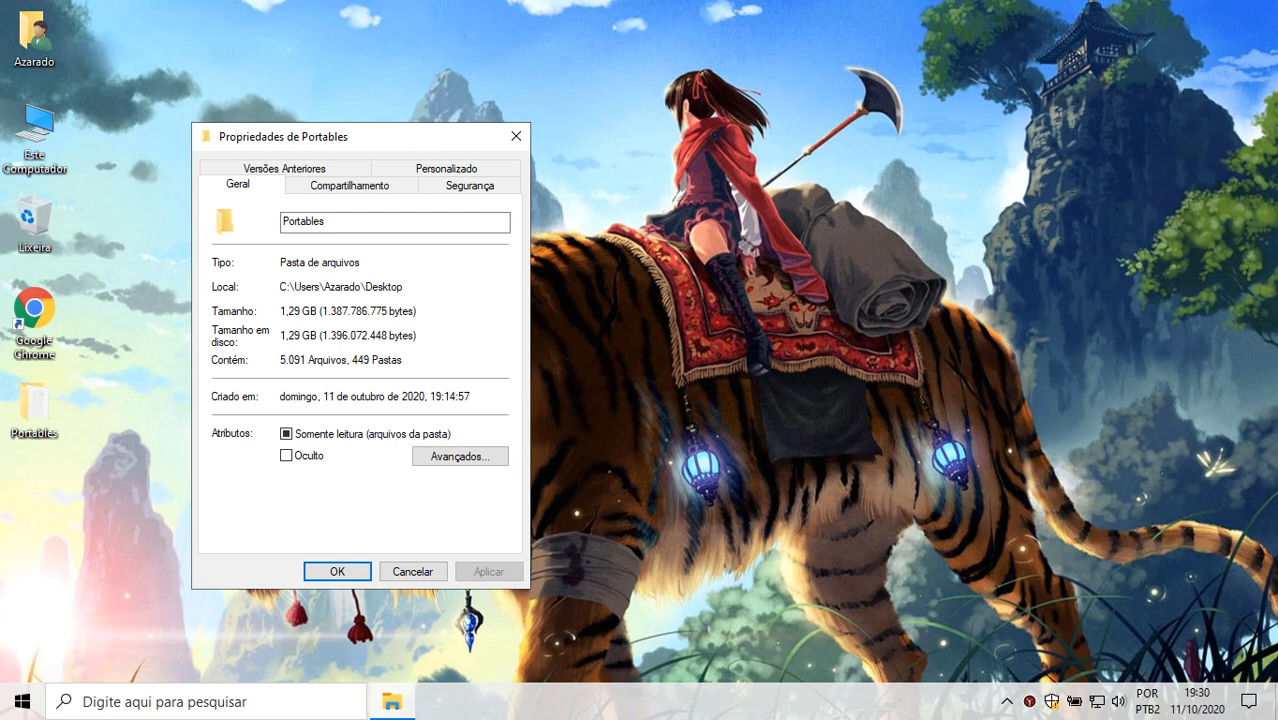 Azarado
Este
Computador
Lixeira
Google
Chrome
Portables
Propriedades de Portables
Versões Anteriores Personalizado
Geral Compartilhamento Segurança
Portables
Tipo: Pasta de arquivos
Local: C:\Users\Azarado\Desktop
Tamanho: 1,29 GB (1.387.786.775 bytes)
Tamanho em
disco: 1,29 GB (1.396.072.448 bytes)
Contém: 5.091 Arquivos, 449 Pastas
Criado em: domingo, 11 de outubro de 2020, 19:14:57
Atributos: Somente leitura (arquivos da pasta)
Oculto Avançados...
OK Cancelar Aplicar
Digite aqui para pesquisar
POR
PTB2
19:30
11/10/2020